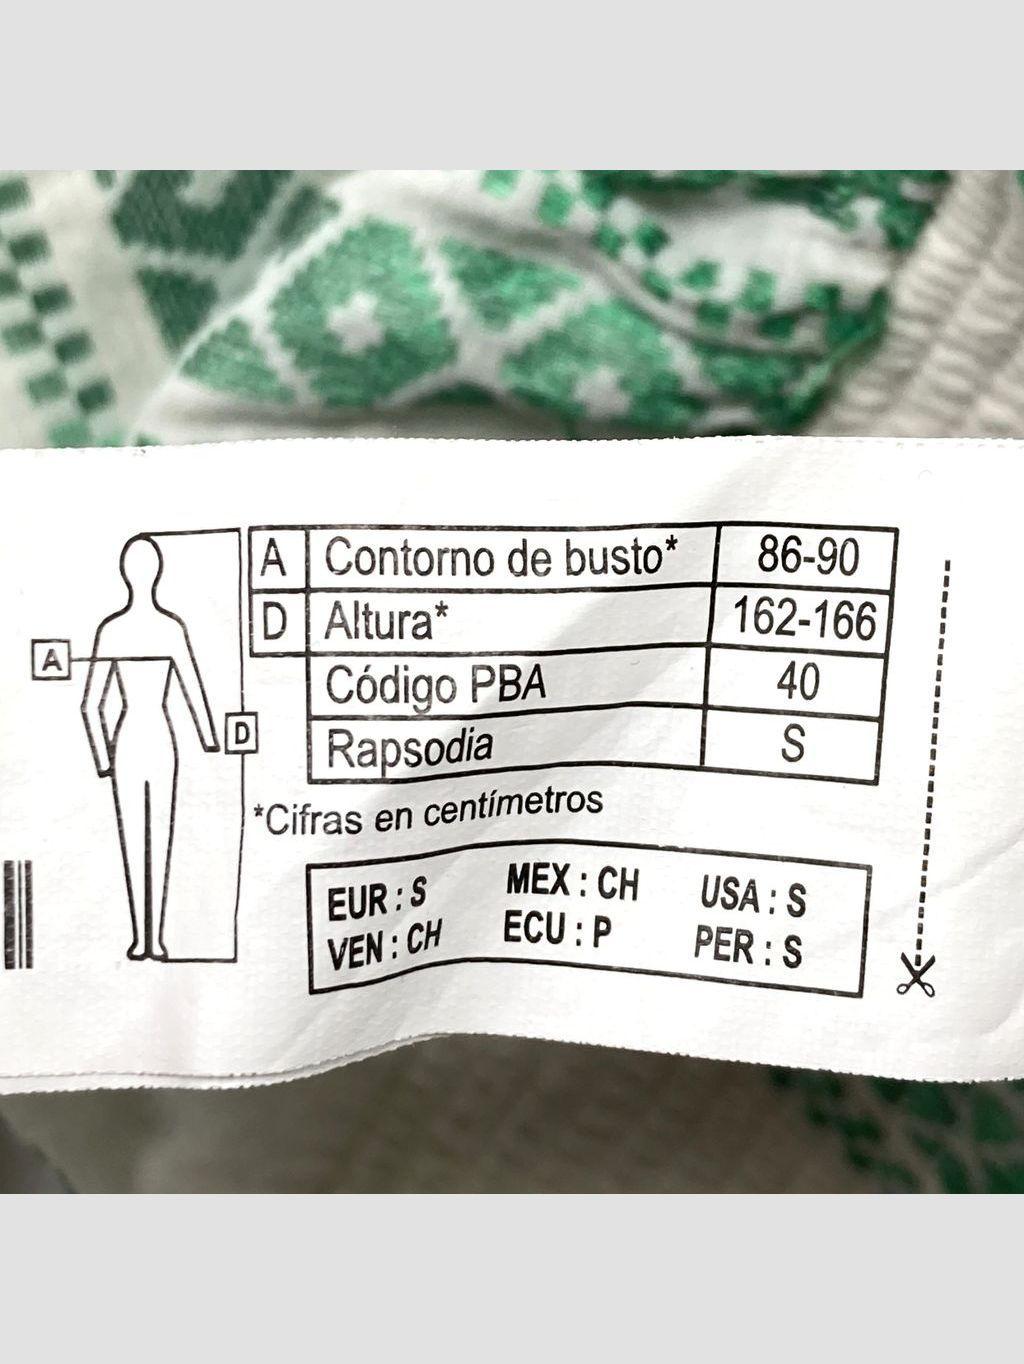 A Contorno de busto* 86-90
D Altura* 162-166
Código PBA 40
Rapsodia S
A
D
*Cifras en centímetros
EUR : S MEX : CH USA : S
VEN : CH ECU : P PER : S